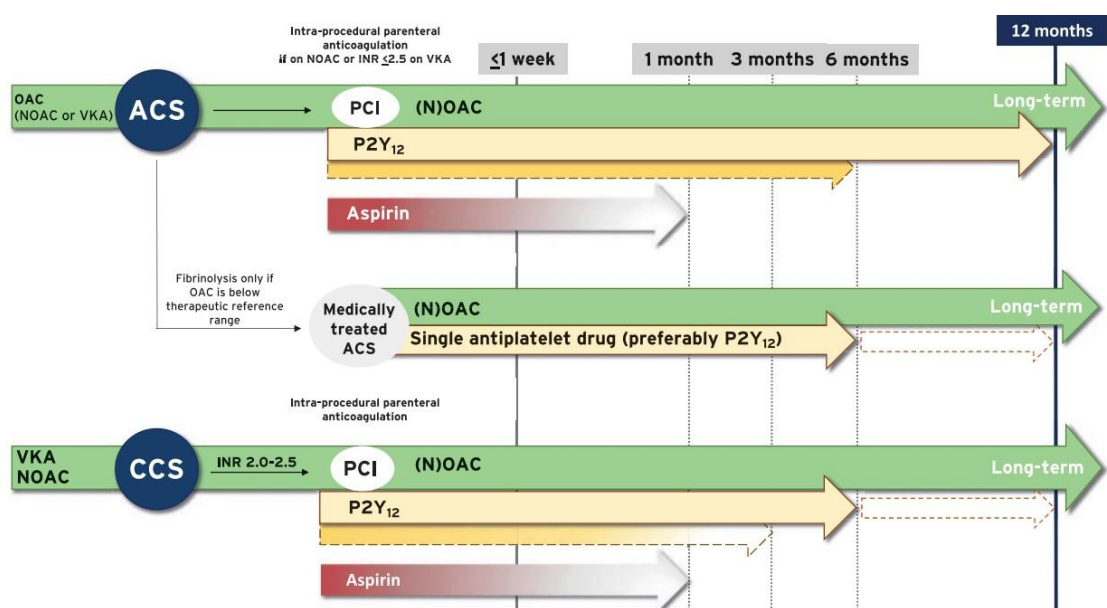 12 months
Intra-procedural parenteral
anticoagulation
if on NOAC or INR ≤2.5 on VKA
≤1 week
1 month
3 months
6 months
OAC
(NOAC or VKA)
ACS
PCI
(N)OAC
Long-term
P2Y₁₂
Aspirin
Fibrinolysis only if
OAC is below
therapeutic reference
range
Medically
treated
ACS
(N)OAC
Long-term
Single antiplatelet drug (preferably P2Y₁₂)
Intra-procedural parenteral
anticoagulation
VKA
NOAC
CCS
INR 2.0-2.5
PCI
(N)OAC
Long-term
P2Y₁₂
Aspirin